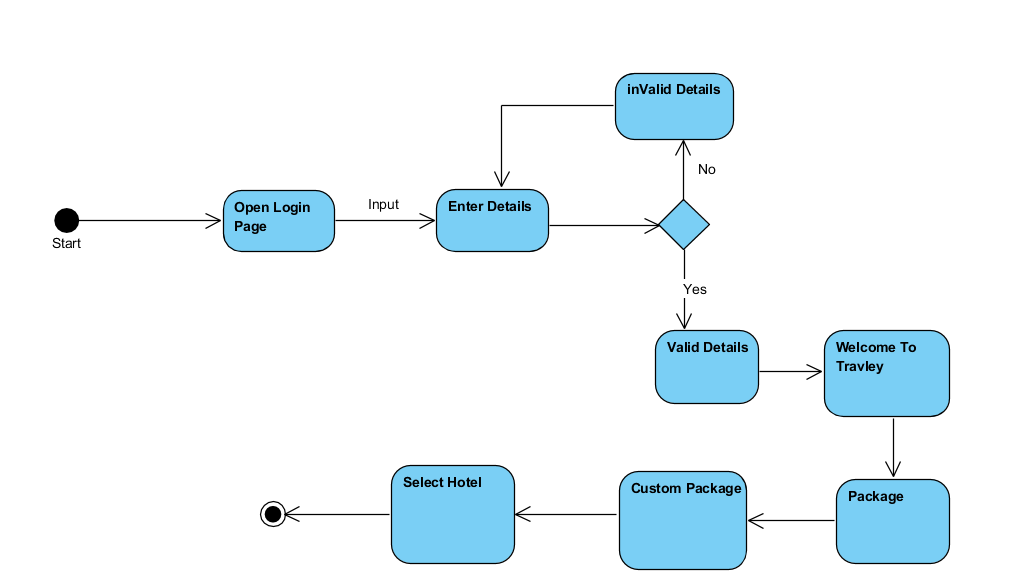 inValid Details
No
Open Login
Page
Input
Enter Details
Start
Yes
Valid Details
Welcome To
Travley
Select Hotel
Custom Package
Package